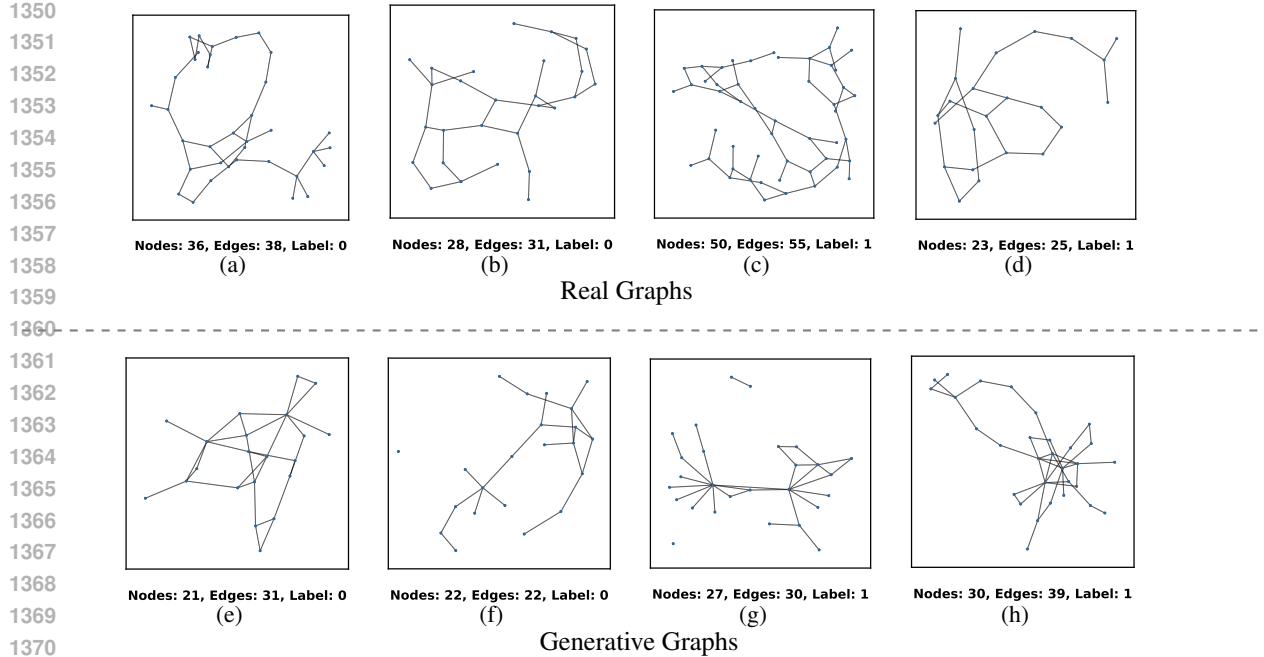 1350
1351
1352
1353
1354
1355
1356
1357
1358
1359
1360
1361
1362
1363
1364
1365
1366
1367
1368
1369
1370
Nodes: 36, Edges: 38, Label: 0
Nodes: 28, Edges: 31, Label: 0
Nodes: 50, Edges: 55, Label: 1
Nodes: 23, Edges: 25, Label: 1
(a)
(b)
(c)
(d)
Real Graphs
Nodes: 21, Edges: 31, Label: 0
Nodes: 22, Edges: 22, Label: 0
Nodes: 27, Edges: 30, Label: 1
Nodes: 30, Edges: 39, Label: 1
(e)
(f)
(g)
(h)
Generative Graphs